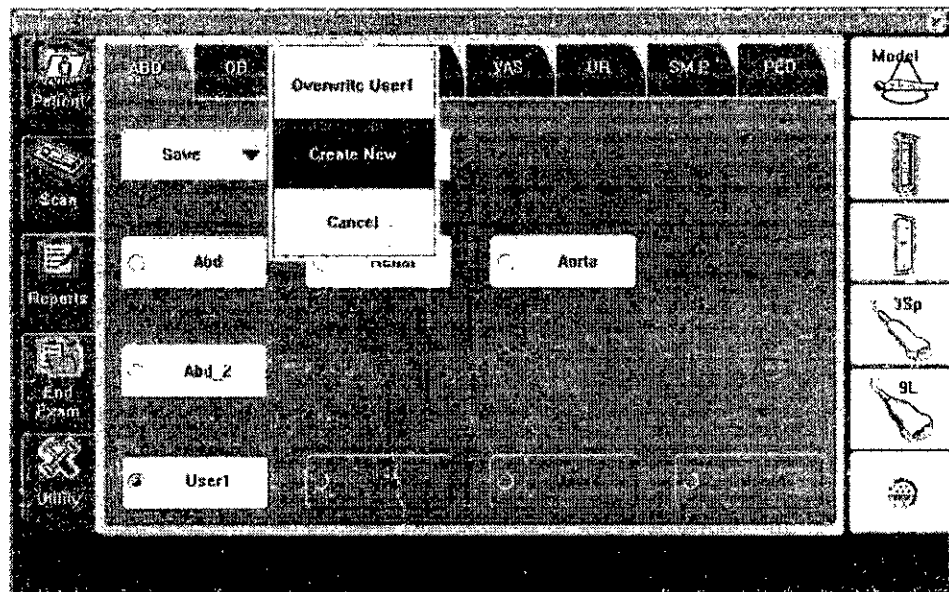 Patient
Scan
Reports
End
Exam
Utility
ABD
OB
VAS
UR
SM P
PED
Overwrite User1
Create New
Cancel
Save
Abd
Renal
Aorta
Abd_2
User1
Model
3Sp
9L